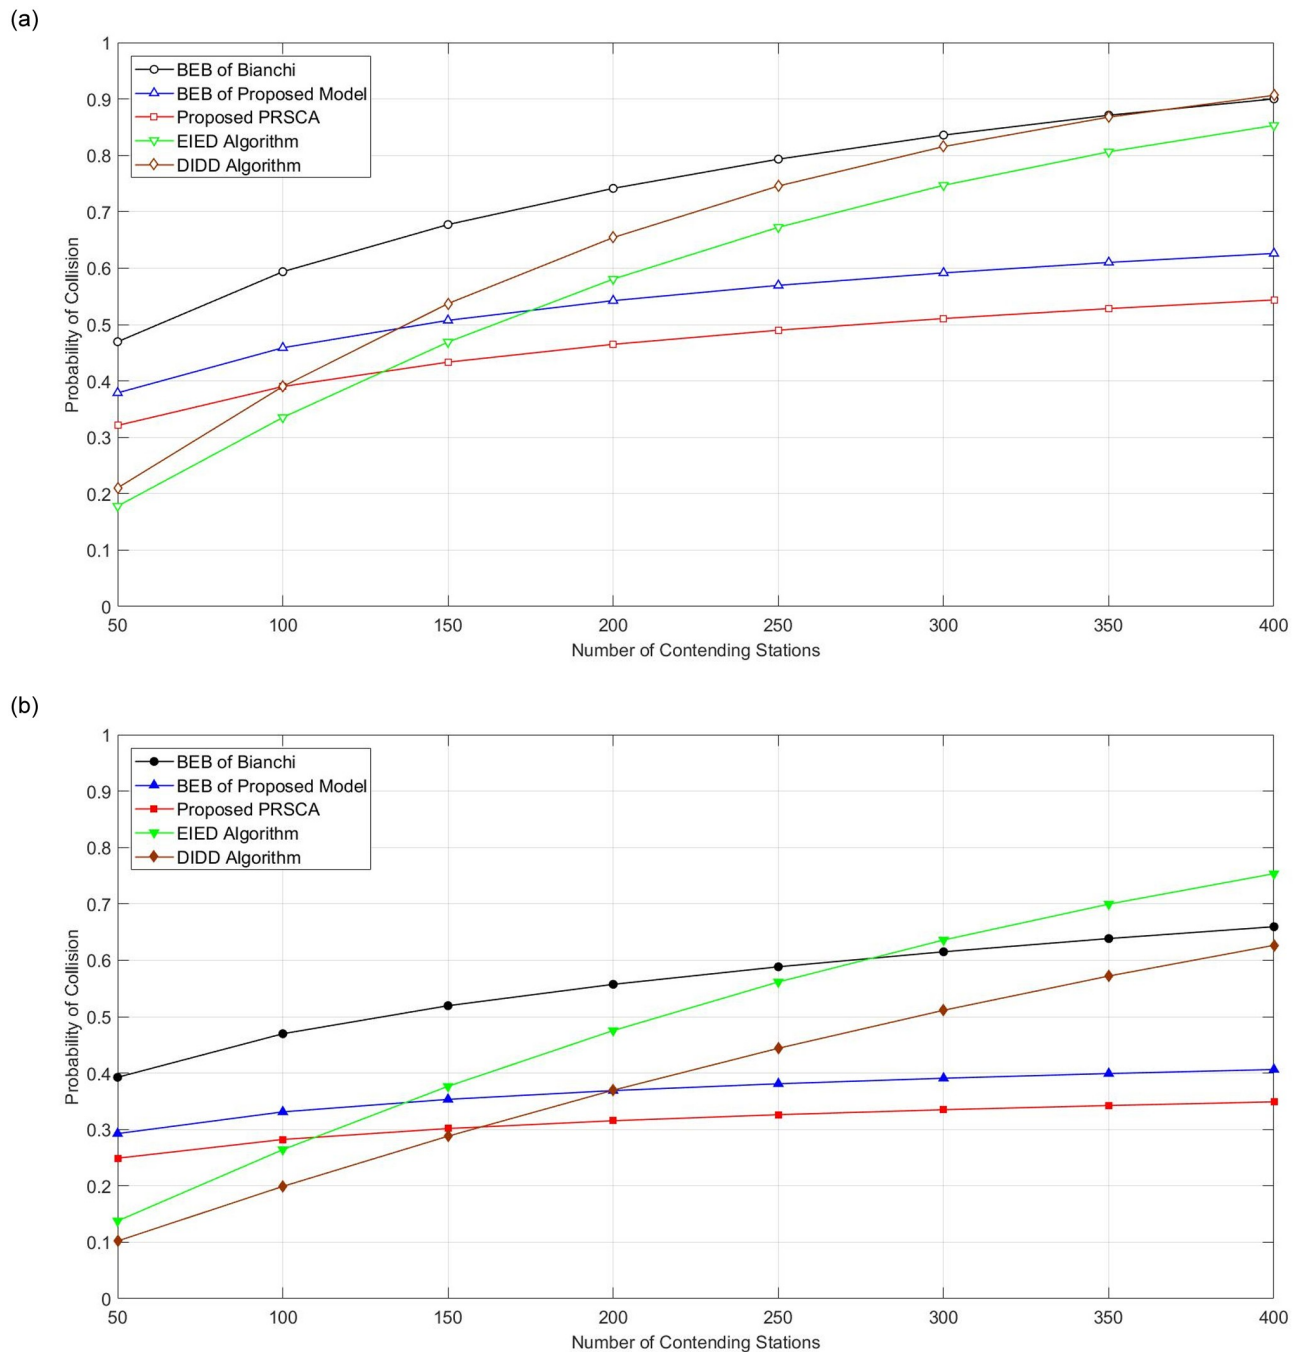 (a)
1
0.9
0.8
0.7
0.6
0.5
0.4
0.3
0.2
0.1
0
Probability of Collision
BEB of Bianchi
BEB of Proposed Model
Proposed PRSCA
EIED Algorithm
DIDD Algorithm
50 100 150 200 250 300 350 400
Number of Contending Stations
(b)
1
0.9
0.8
0.7
0.6
0.5
0.4
0.3
0.2
0.1
0
Probability of Collision
BEB of Bianchi
BEB of Proposed Model
Proposed PRSCA
EIED Algorithm
DIDD Algorithm
50 100 150 200 250 300 350 400
Number of Contending Stations